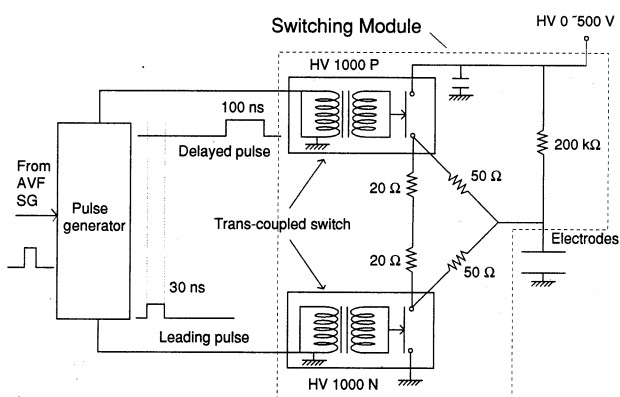 Switching Module
HV 0 ~500 V
HV 1000 P
100 ns
Delayed pulse
200 kΩ
From
AVF
SG
Pulse
generator
20 Ω
50 Ω
Trans-coupled switch
Electrodes
20 Ω
50 Ω
30 ns
Leading pulse
HV 1000 N